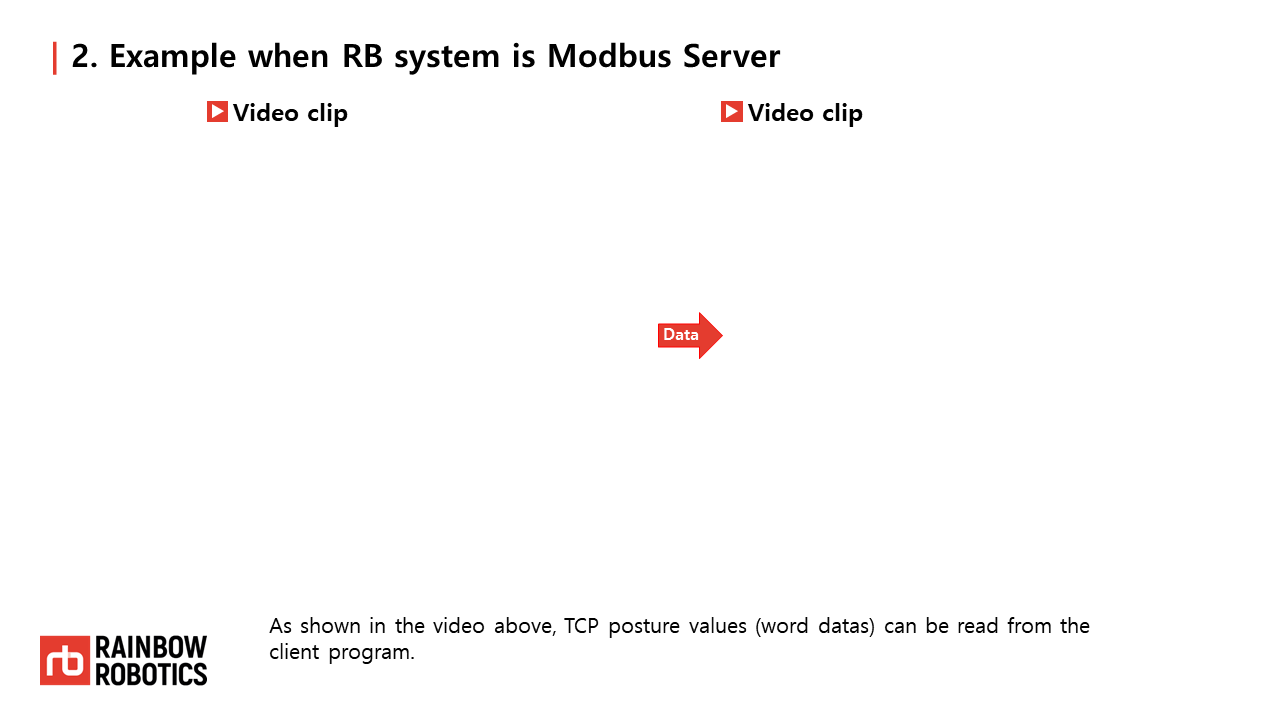 2. Example when RB system is Modbus Server
Video clip
Video clip
Data
As shown in the video above, TCP posture values (word datas) can be read from the
client program.
rb
RAINBOW
ROBOTICS